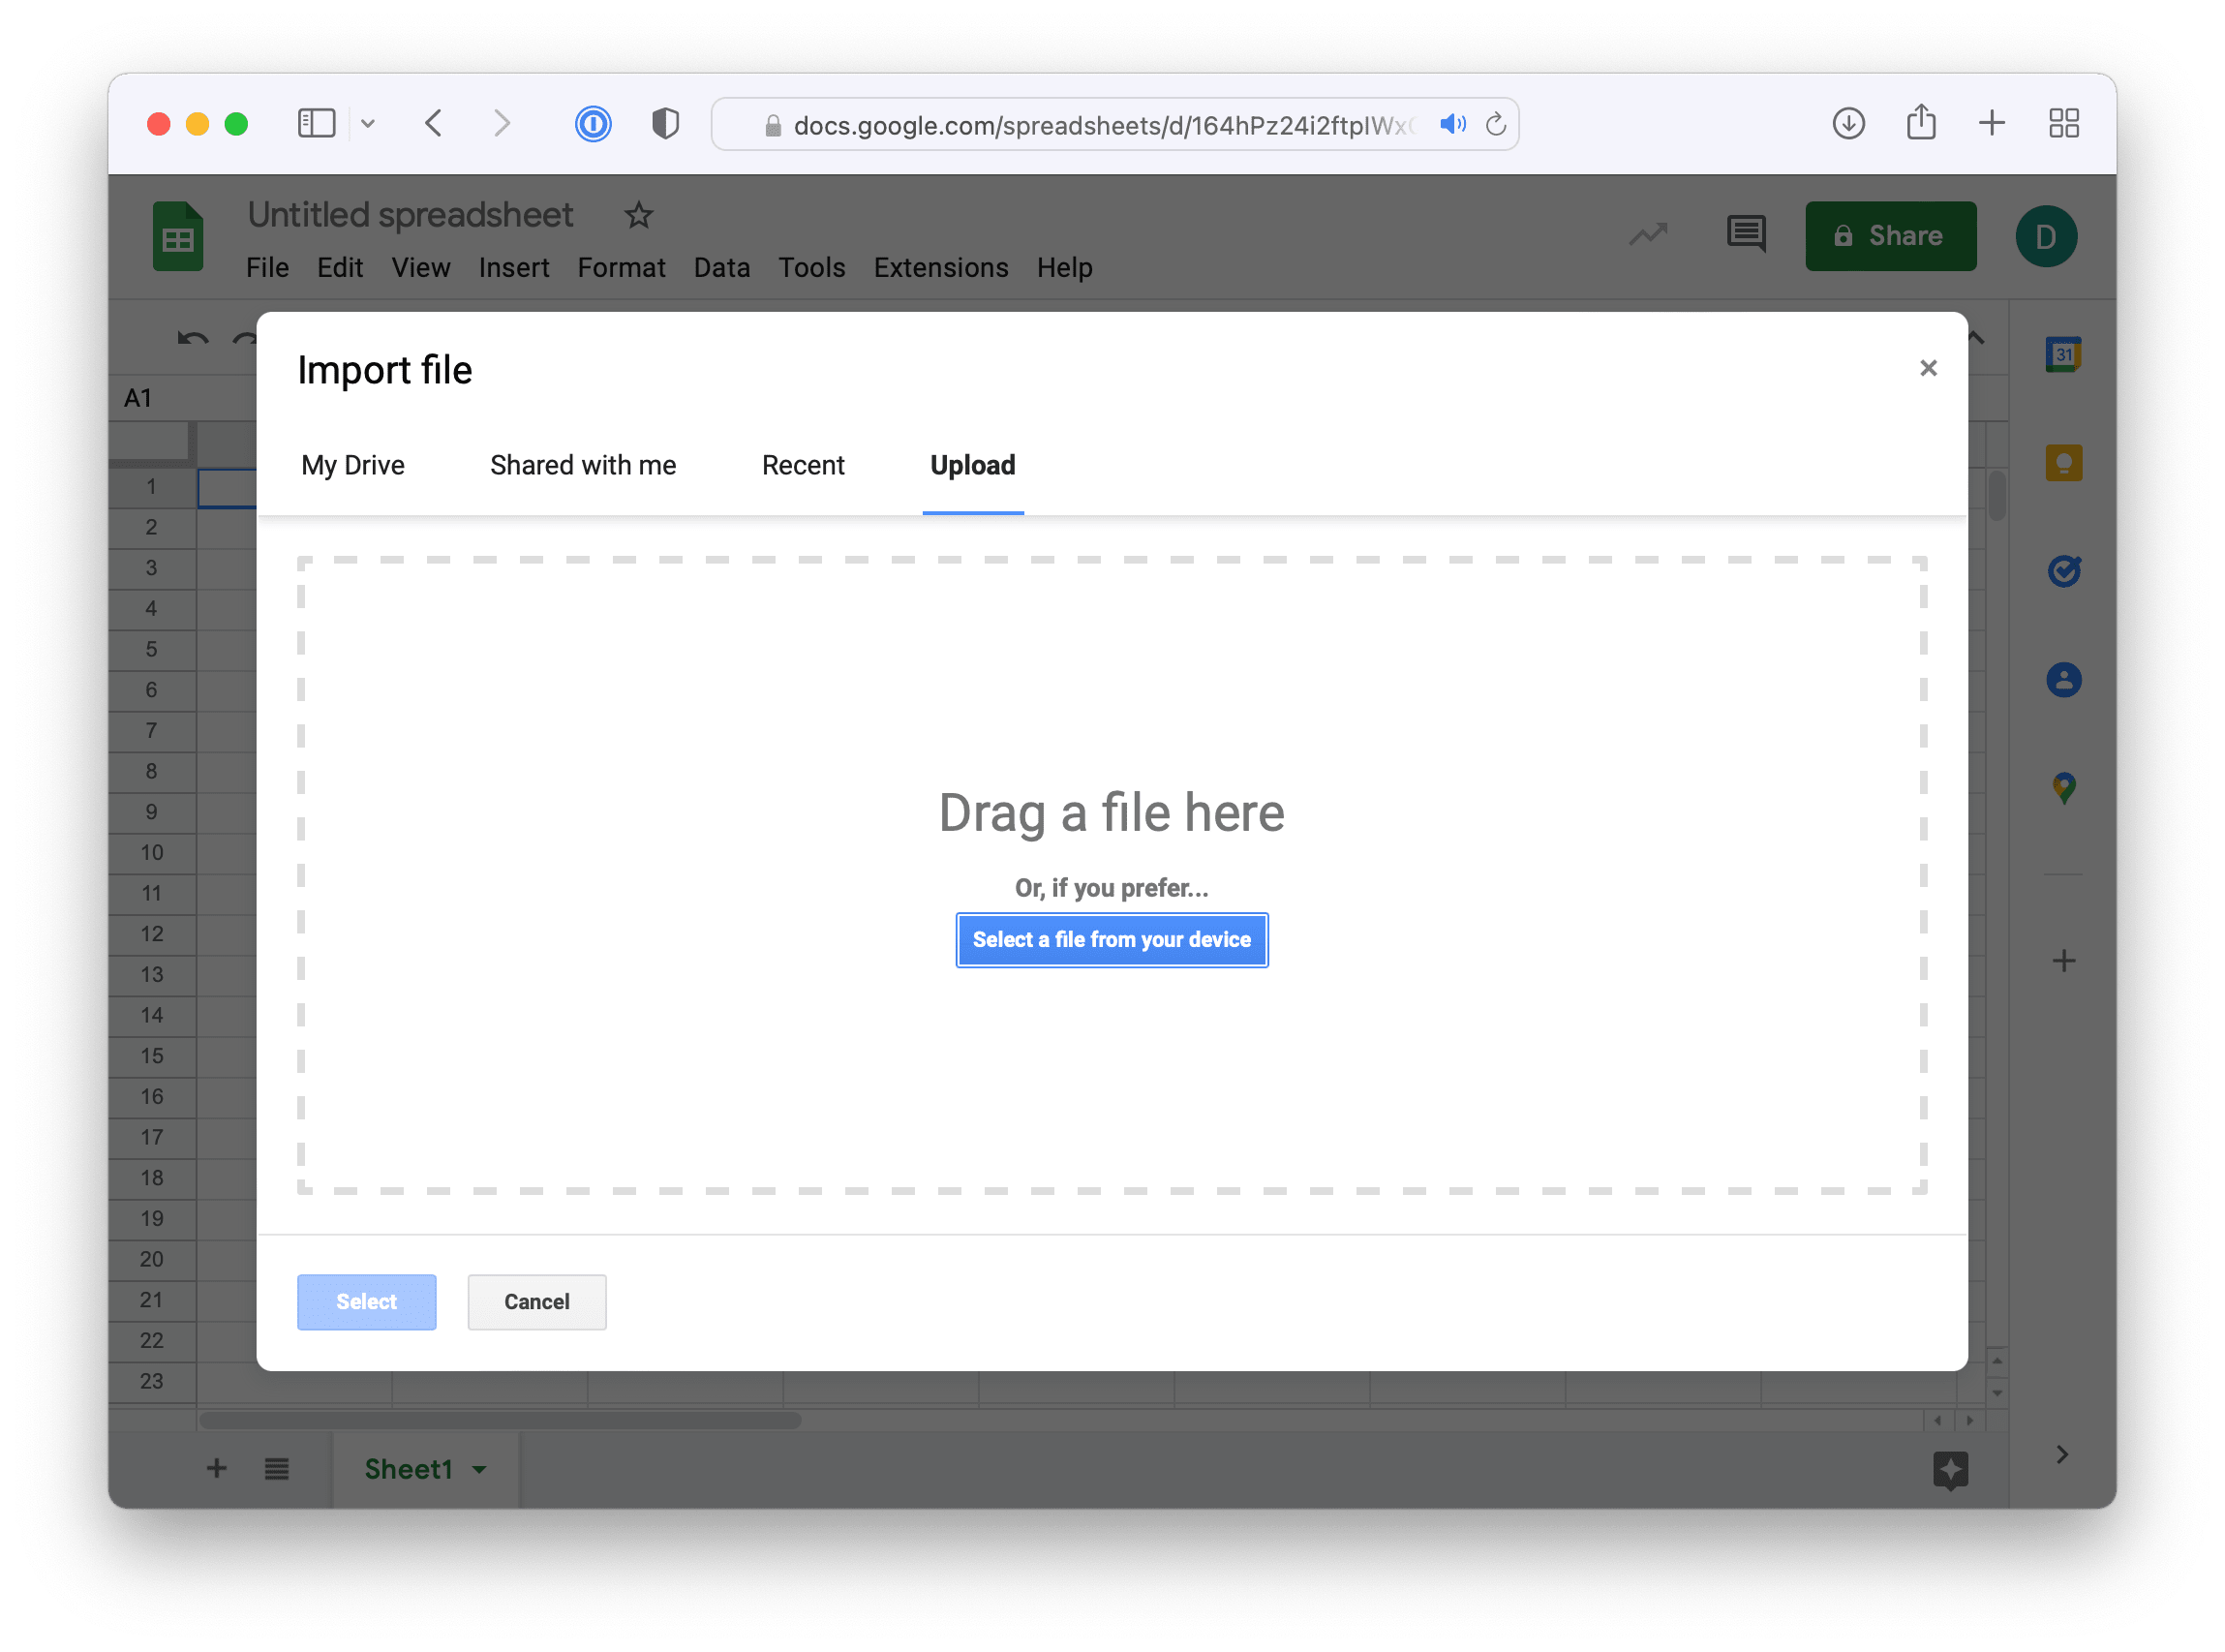 docs.google.com/spreadsheets/d/164hPz24i2ftpIWx
Untitled spreadsheet
File Edit View Insert Format Data Tools Extensions Help
Share
D
31
A1
Import file
My Drive Shared with me Recent Upload
1
2
3
4
5
6
7
8
9
10
11
12
13
14
15
16
17
18
19
20
21
22
23
Drag a file here
Or, if you prefer...
Select a file from your device
Select Cancel
Sheet1